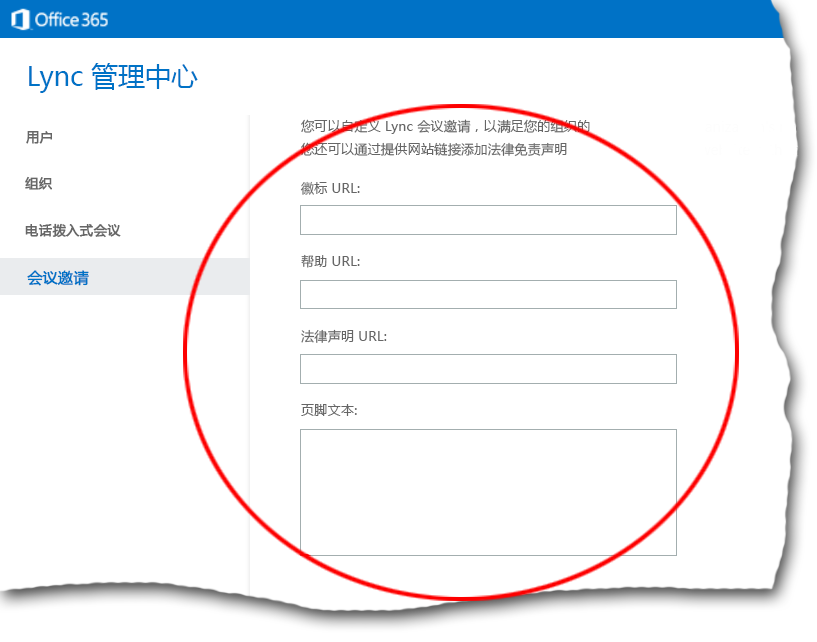 Office 365
Lync 管理中心
用户
组织
电话拨入式会议
会议邀请
您可以自定义 Lync 会议邀请，以满足您的组织的
您还可以通过提供网站链接添加法律免责声明
徽标 URL:
帮助 URL:
法律声明 URL:
页脚文本: